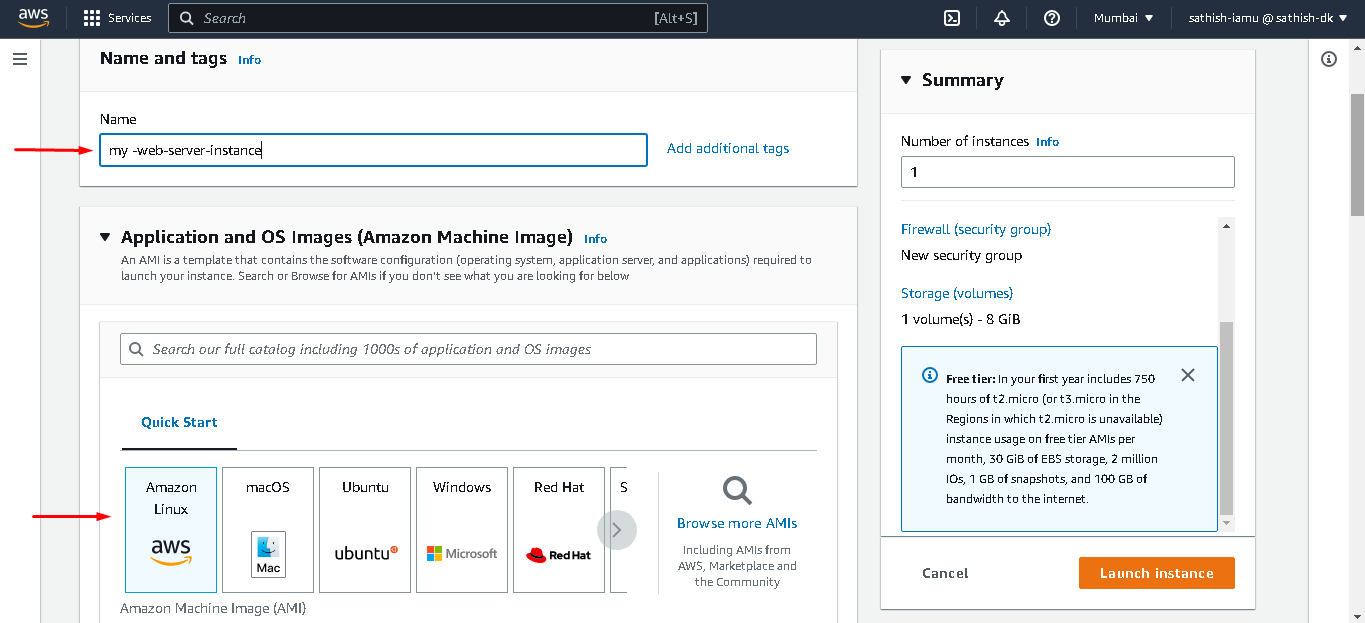 aws
Services
Search
[Alt+S]
Mumbai
sathish-iamu @ sathish-dk
Name and tags Info
Name
my -web-server-instance
Add additional tags
Application and OS Images (Amazon Machine Image) Info
An AMI is a template that contains the software configuration (operating system, application server, and applications) required to
launch your instance. Search or Browse for AMIs if you don't see what you are looking for below
Search our full catalog including 1000s of application and OS images
Quick Start
Amazon
Linux
aws
macOS
Mac
Ubuntu
ubuntu
Windows
Microsoft
Red Hat
Red Hat
S
Browse more AMIs
Including AMIs from
AWS, Marketplace and
the Community
Amazon Machine Image (AMI)
Summary
Number of instances Info
1
Firewall (security group)
New security group
Storage (volumes)
1 volume(s) - 8 GiB
Free tier: In your first year includes 750
hours of t2.micro (or t3.micro in the
Regions in which t2.micro is unavailable)
instance usage on free tier AMIs per
month, 30 GiB of EBS storage, 2 million
IOs, 1 GB of snapshots, and 100 GB of
bandwidth to the internet.
Cancel
Launch instance